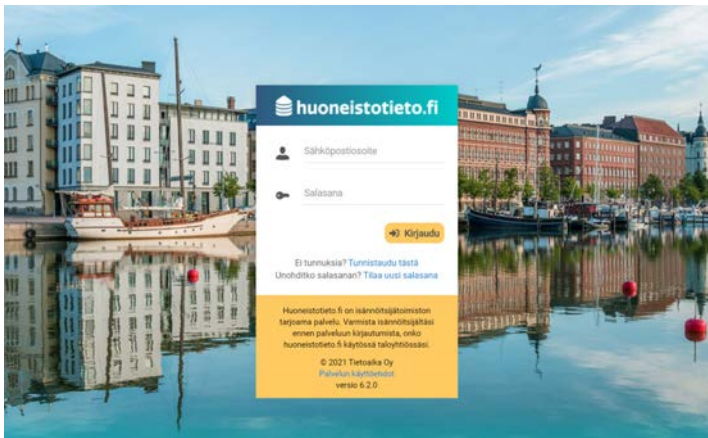 huoneistotieto.fi
Sähköpostiosoite
Salasana
Kirjaudu
Ei tunnuksia? Tunnistaudu tästä
Unohditko salasanan? Tilaa uusi salasana
Huoneistotieto.fi on isännöitsijätoimiston
tarjoama palvelu. Varmista isännöitsijältäsi
ennen palveluun kirjautumista, onko
huoneistotieto.fi käytössä taloyhtiössäsi.
© 2021 Tietoaika Oy
Palvelun käyttöehdot
versio 6.2.0